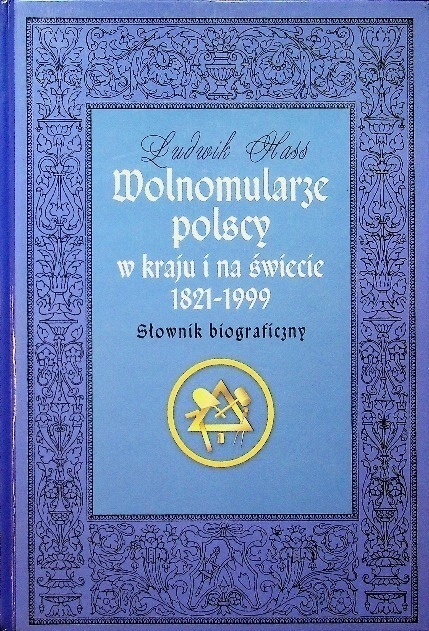 Ludwik Hass
Wolnomularze
polscy
w kraju i na świecie
1821-1999
Słownik biograficzny